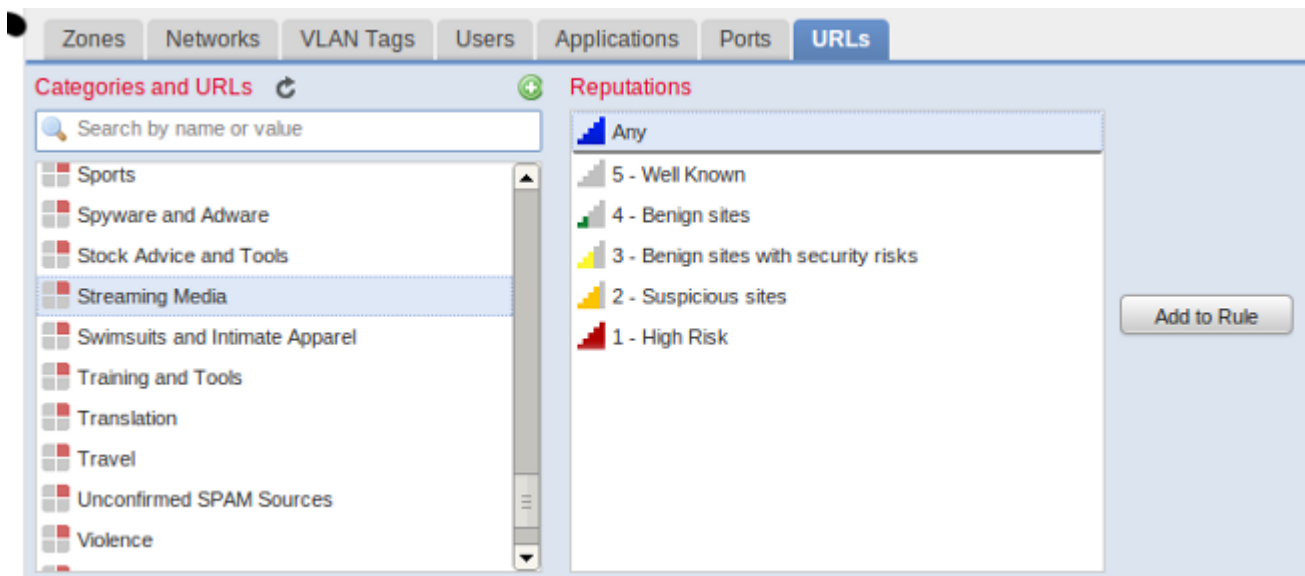 Zones Networks VLAN Tags Users Applications Ports URLs
Categories and URLs
Search by name or value
Sports
Spyware and Adware
Stock Advice and Tools
Streaming Media
Swimsuits and Intimate Apparel
Training and Tools
Translation
Travel
Unconfirmed SPAM Sources
Violence
Reputations
Any
5 - Well Known
4 - Benign sites
3 - Benign sites with security risks
2 - Suspicious sites
1 - High Risk
Add to Rule